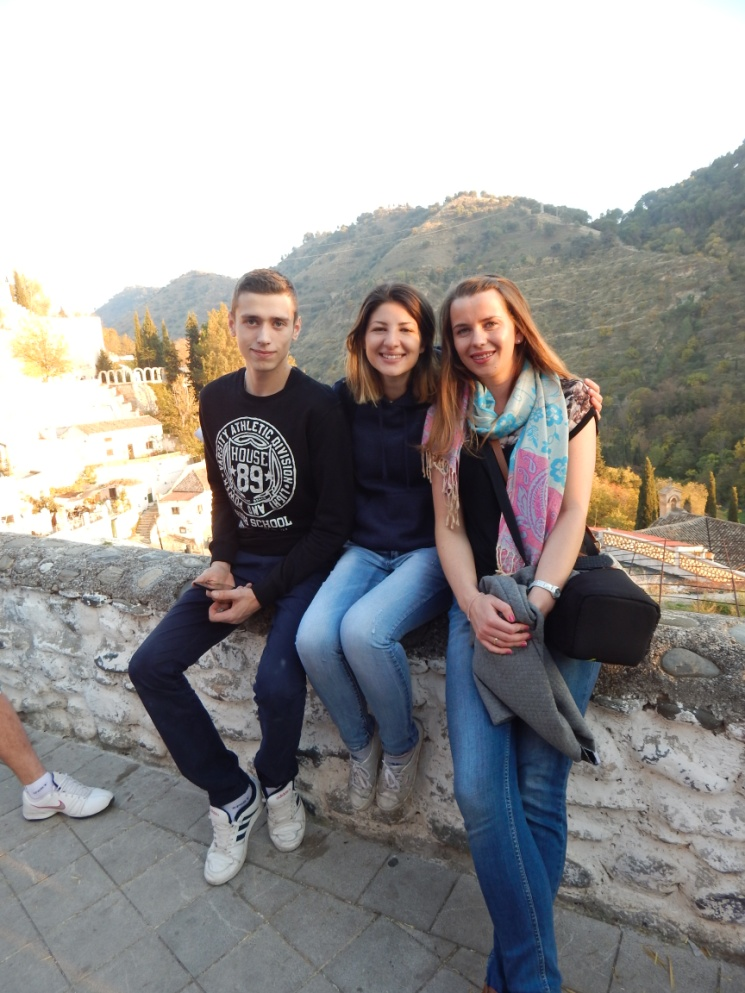 VARSITY ATHLETIC DIVISION
HOUSE
89
SCHOOL